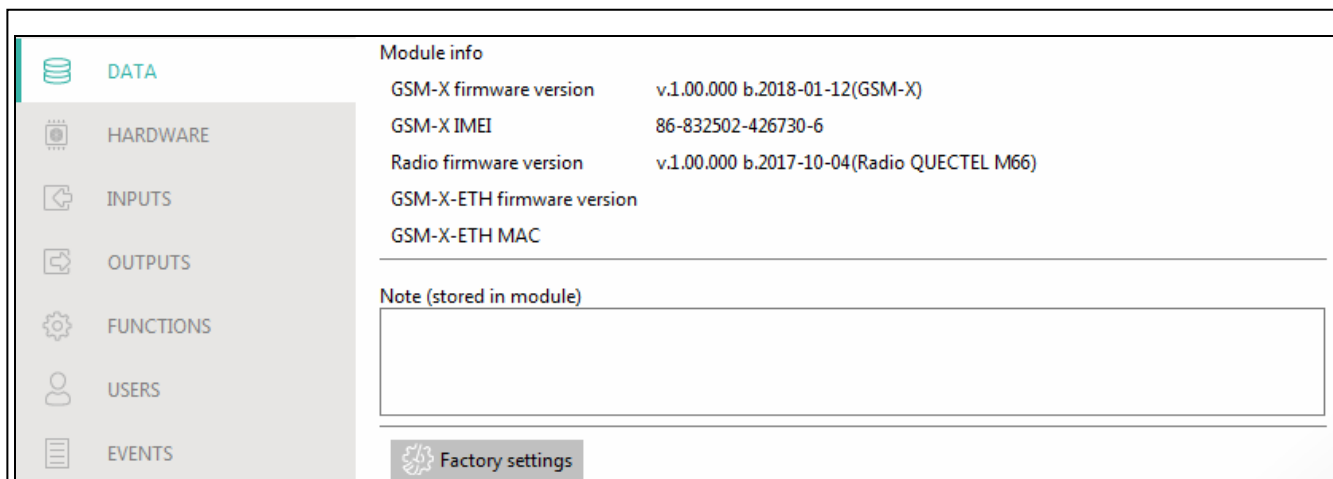 DATA
HARDWARE
INPUTS
OUTPUTS
FUNCTIONS
USERS
EVENTS
Module info
GSM-X firmware version v.1.00.000 b.2018-01-12(GSM-X)
GSM-X IMEI 86-832502-426730-6
Radio firmware version v.1.00.000 b.2017-10-04(Radio QUECTEL M66)
GSM-X-ETH firmware version
GSM-X-ETH MAC
Note (stored in module)
Factory settings